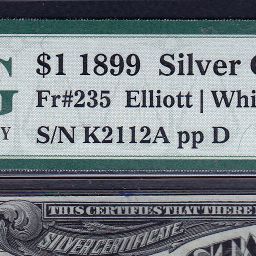 $1 1899 Silver C
Fr#235 Elliott | Whi
Y S/N K2112A pp D
THIS CERTIFIES THAT THERE
SILVER CERTIFICATE